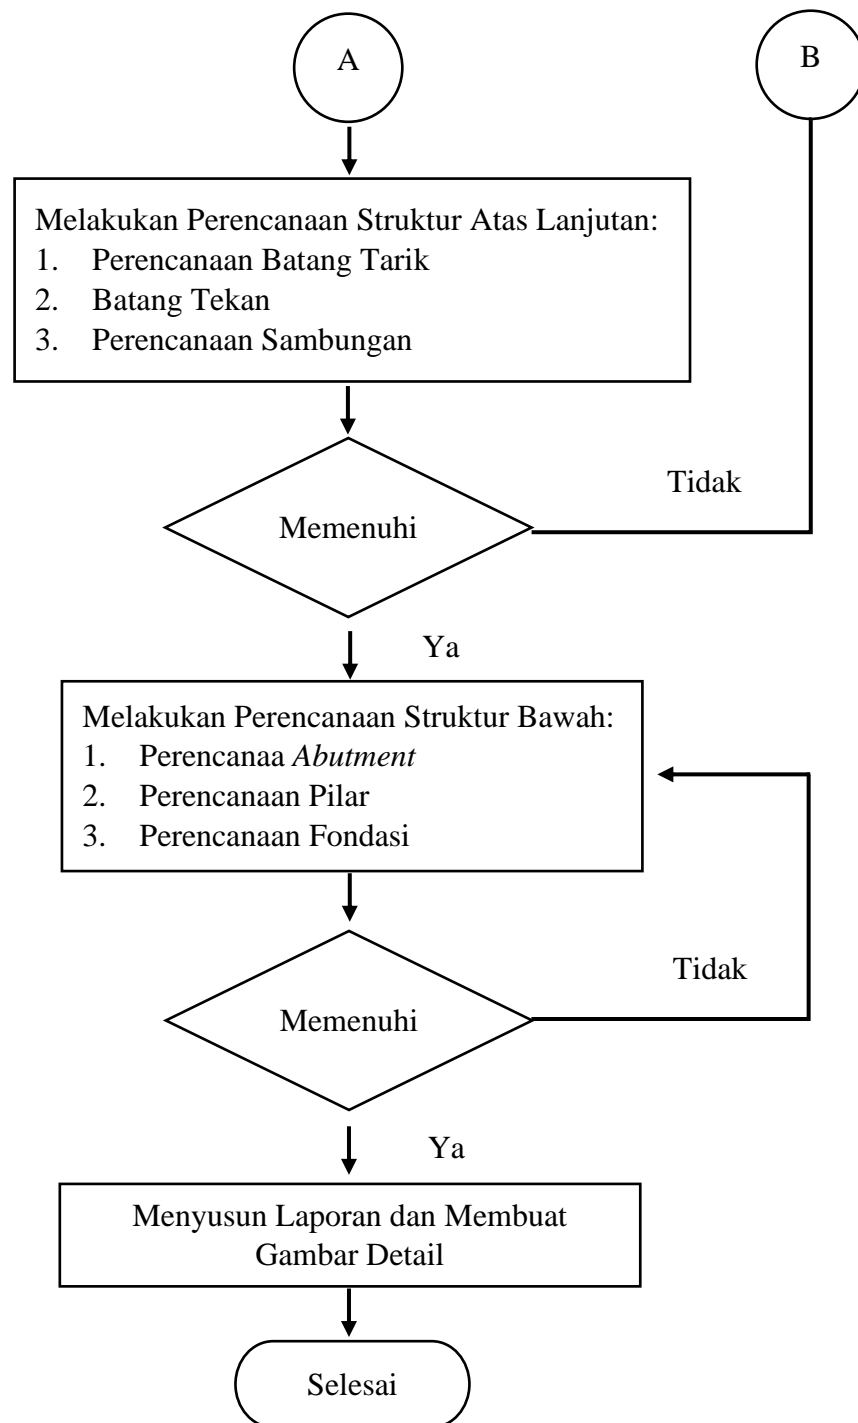 A
B
Melakukan Perencanaan Struktur Atas Lanjutan:
1. Perencanaan Batang Tarik
2. Batang Tekan
3. Perencanaan Sambungan
Tidak
Memenuhi
Ya
Melakukan Perencanaan Struktur Bawah:
1. Perencanaa Abutment
2. Perencanaan Pilar
3. Perencanaan Fondasi
Tidak
Memenuhi
Ya
Menyusun Laporan dan Membuat
Gambar Detail
Selesai